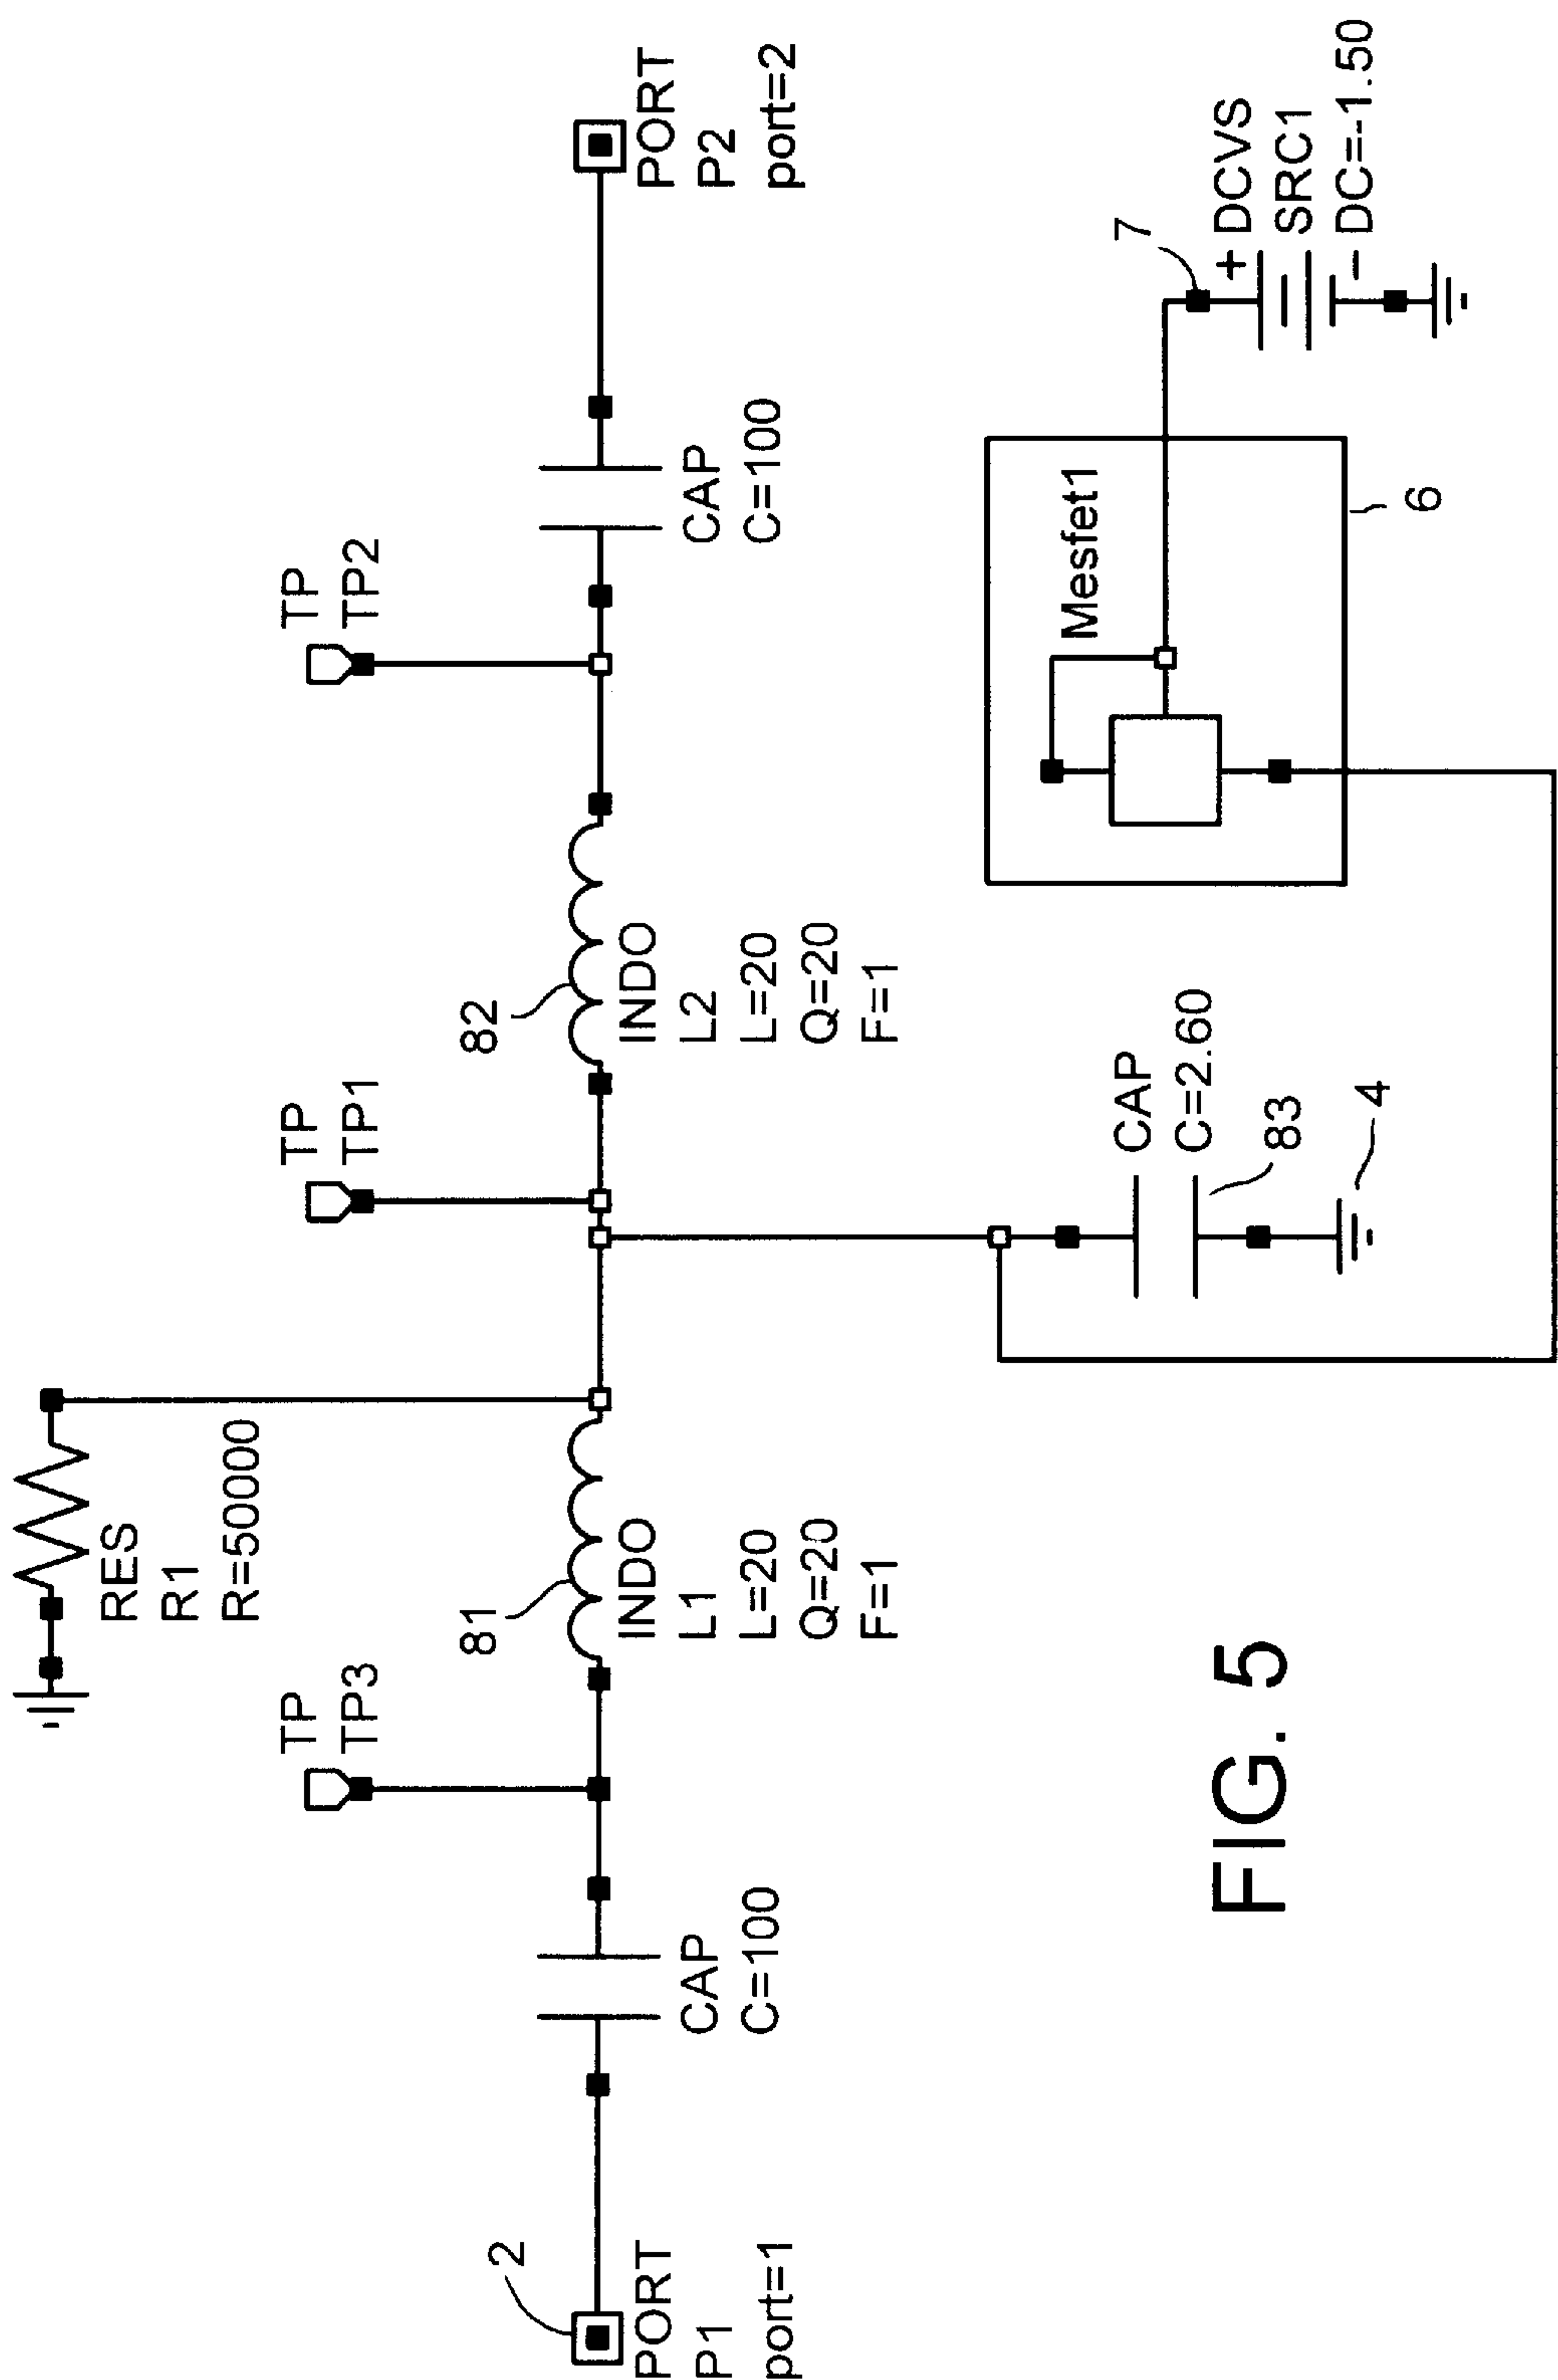 RES
R1
R=50000
TP
TP3
TP
TP1
TP
TP2
2
PORT
P1
port=1
CAP
C=100
81
INDO
L1
L=20
Q=20
F=1
82
INDO
L2
L=20
Q=20
F=1
CAP
C=100
PORT
P2
port=2
CAP
C=2.60
83
4
Mesfet1
6
7
+
DCVS
SRC1
DC=-1.50
−
FIG. 5